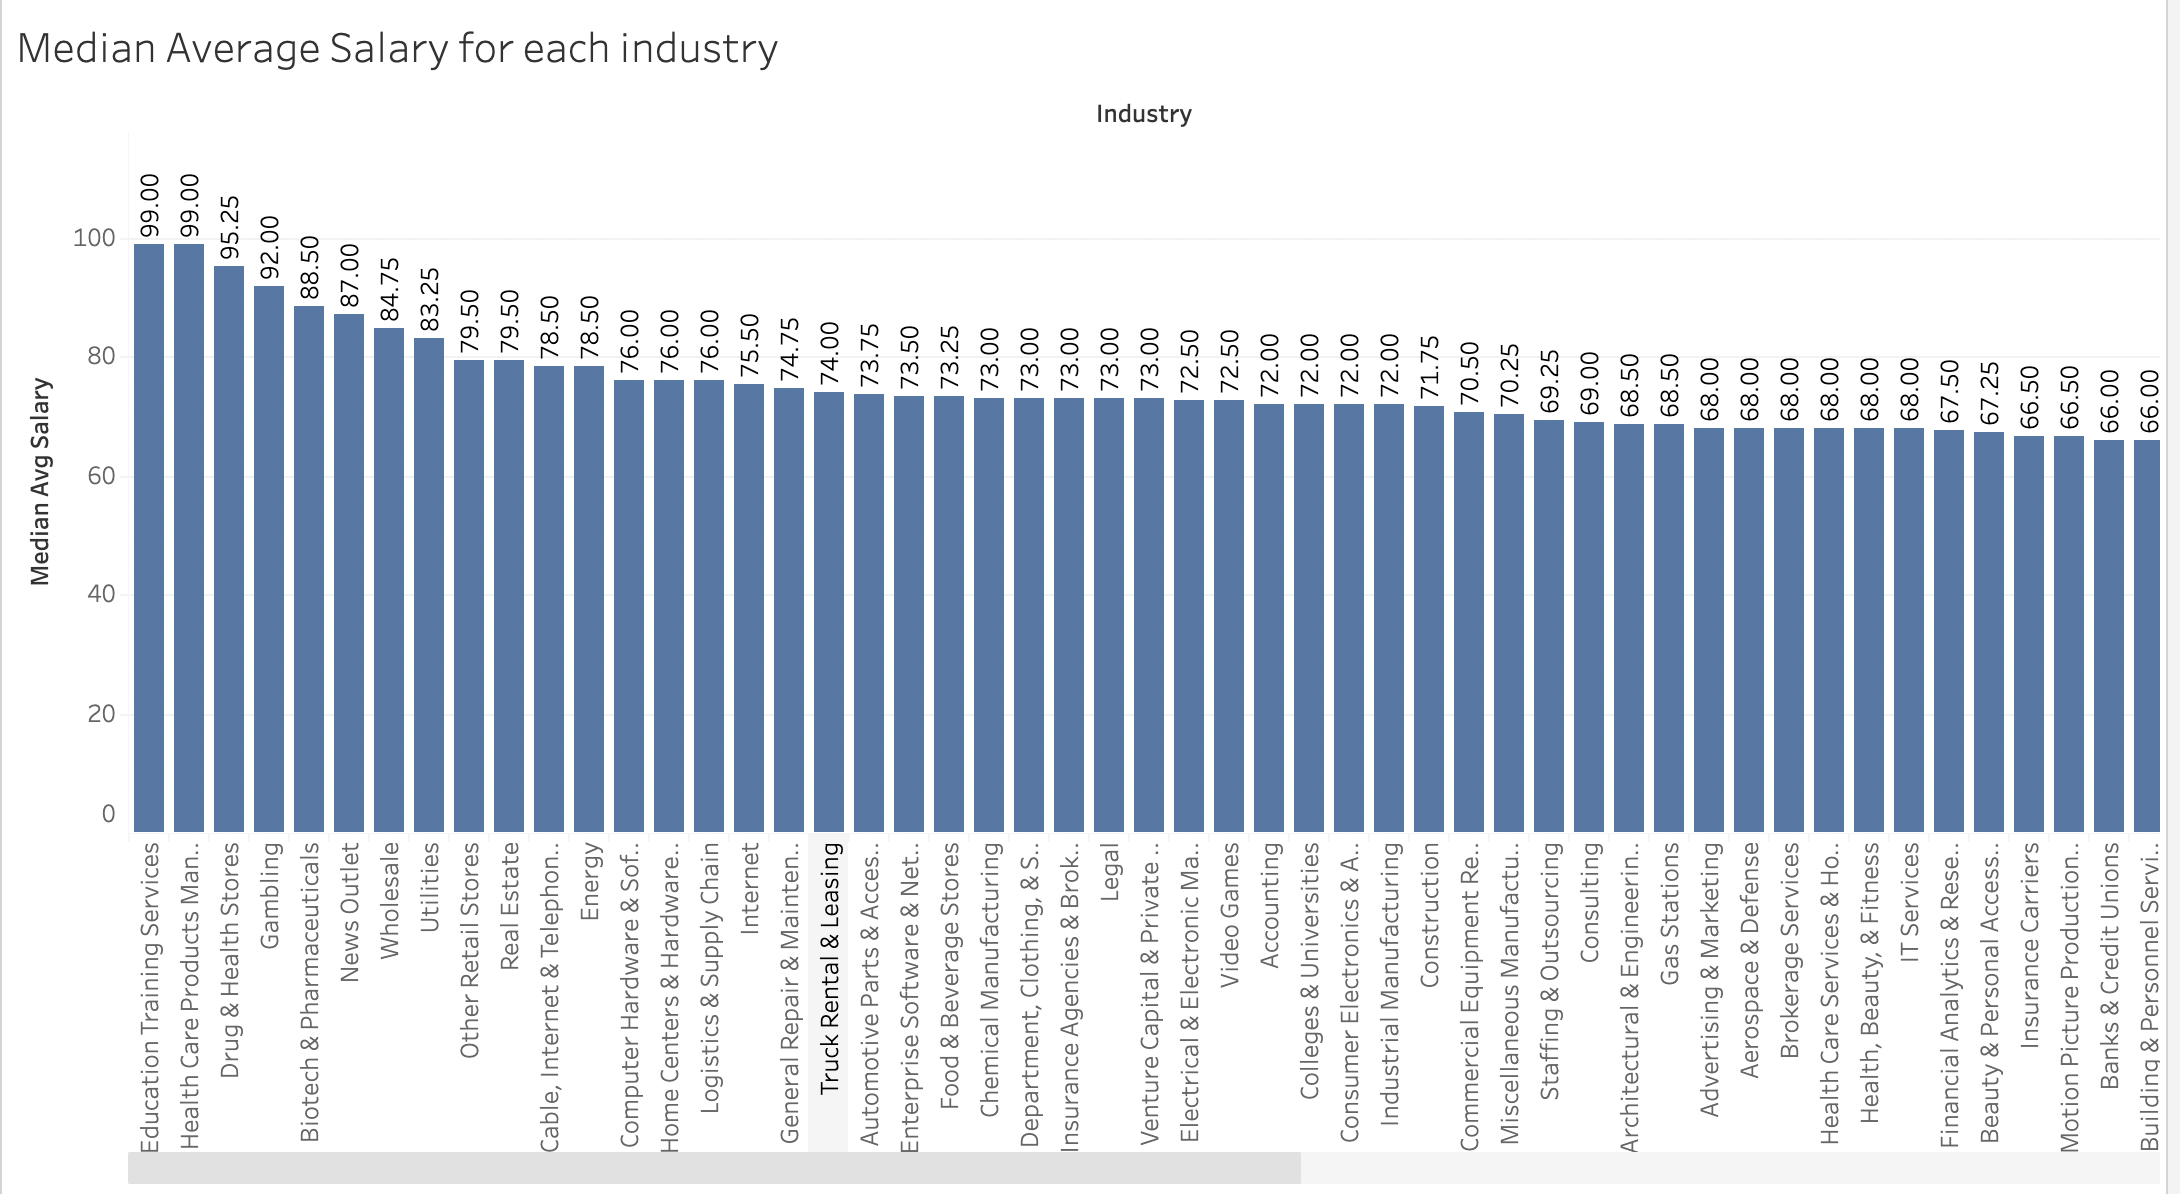 Median Average Salary for each industry
Industry
Median Avg Salary
100
80
60
40
20
0
99.00
99.00
95.25
92.00
88.50
87.00
84.75
83.25
79.50
79.50
78.50
78.50
76.00
76.00
76.00
75.50
74.75
74.00
73.75
73.50
73.25
73.00
73.00
73.00
73.00
73.00
72.50
72.50
72.00
72.00
72.00
72.00
71.75
70.50
70.25
69.25
69.00
68.50
68.50
68.00
68.00
68.00
68.00
68.00
68.00
67.50
67.25
66.50
66.50
66.00
66.00
Education Training Services
Health Care Products Man..
Drug & Health Stores
Gambling
Biotech & Pharmaceuticals
News Outlet
Wholesale
Utilities
Other Retail Stores
Real Estate
Cable, Internet & Telephon..
Energy
Computer Hardware & Sof..
Home Centers & Hardware..
Logistics & Supply Chain
Internet
General Repair & Mainten..
Truck Rental & Leasing
Automotive Parts & Acces..
Enterprise Software & Net..
Food & Beverage Stores
Chemical Manufacturing
Department, Clothing, & S..
Insurance Agencies & Brok..
Legal
Venture Capital & Private ..
Electrical & Electronic Ma..
Video Games
Accounting
Colleges & Universities
Consumer Electronics & A..
Industrial Manufacturing
Construction
Commercial Equipment Re..
Miscellaneous Manufactu..
Staffing & Outsourcing
Consulting
Architectural & Engineerin..
Gas Stations
Advertising & Marketing
Aerospace & Defense
Brokerage Services
Health Care Services & Ho..
Health, Beauty, & Fitness
IT Services
Financial Analytics & Rese..
Beauty & Personal Access..
Insurance Carriers
Motion Picture Production..
Banks & Credit Unions
Building & Personnel Servi..